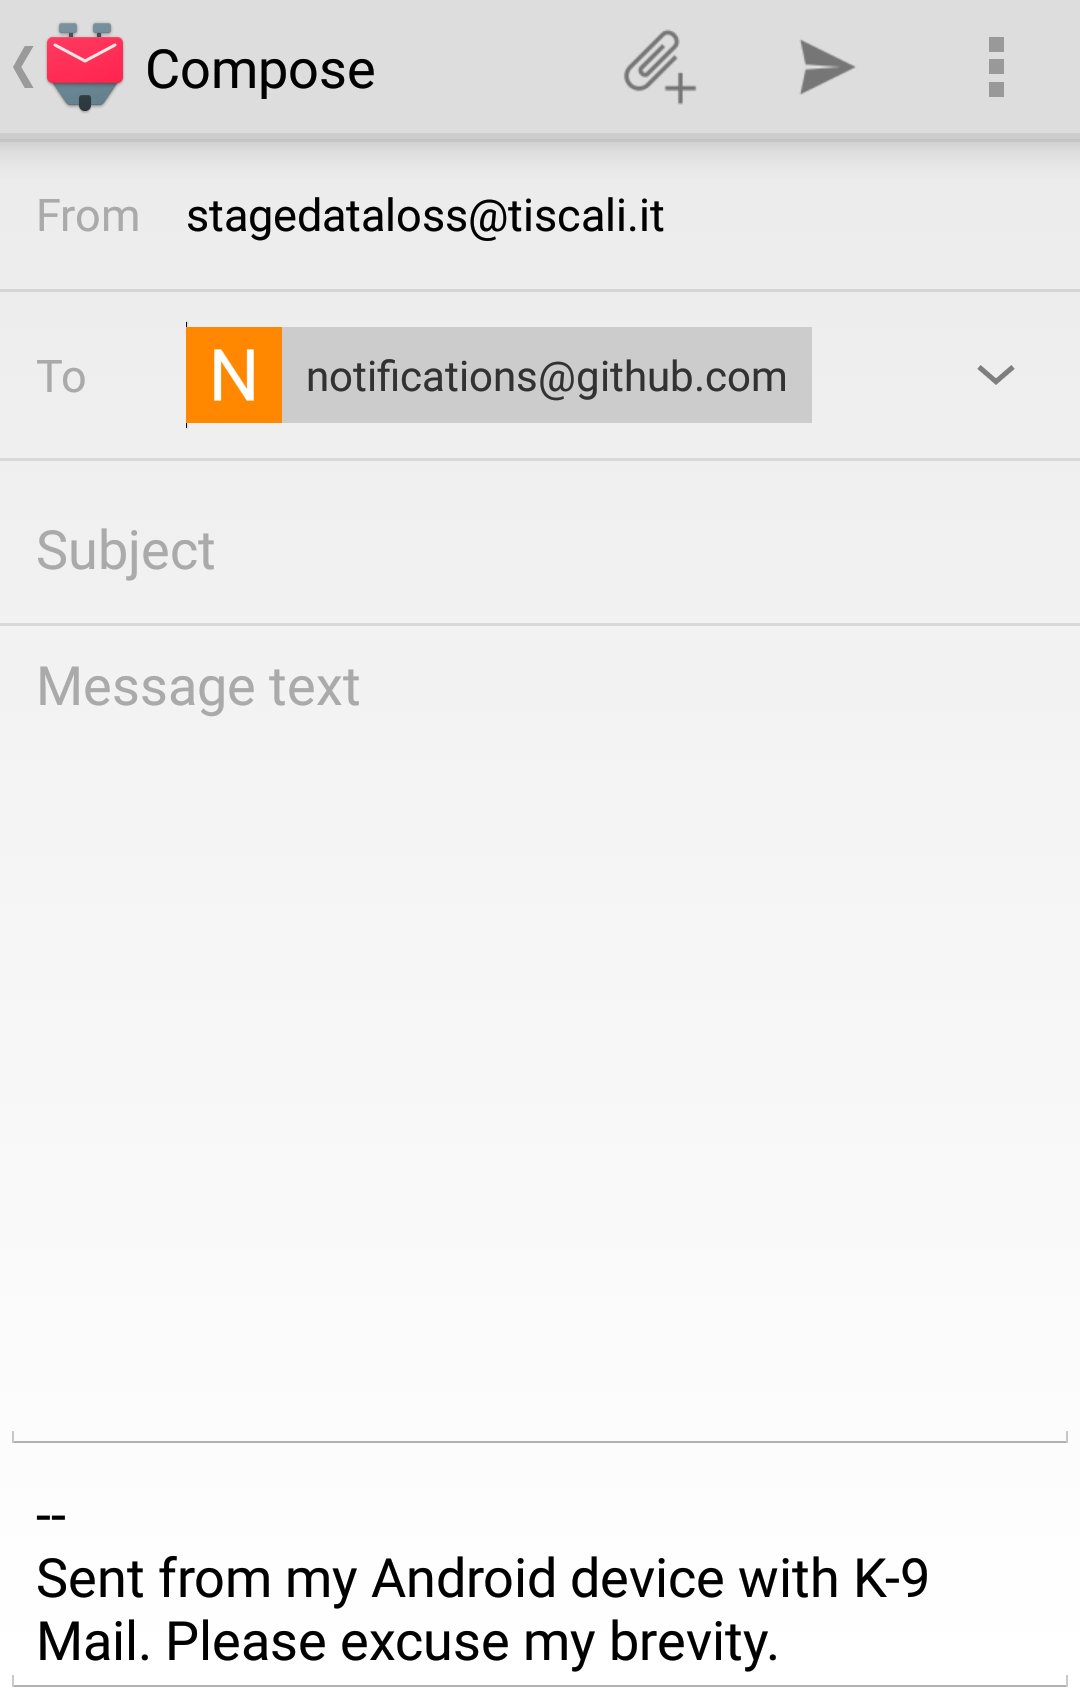 Compose
From stagedataloss@tiscali.it
To N notifications@github.com
Subject
Message text
--
Sent from my Android device with K-9
Mail. Please excuse my brevity.